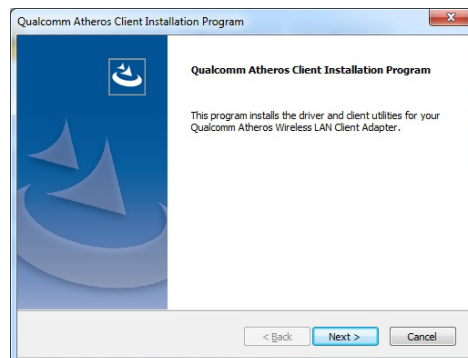 Qualcomm Atheros Client Installation Program
Qualcomm Atheros Client Installation Program
This program installs the driver and client utilities for your
Qualcomm Atheros Wireless LAN Client Adapter.
< Back Next > Cancel